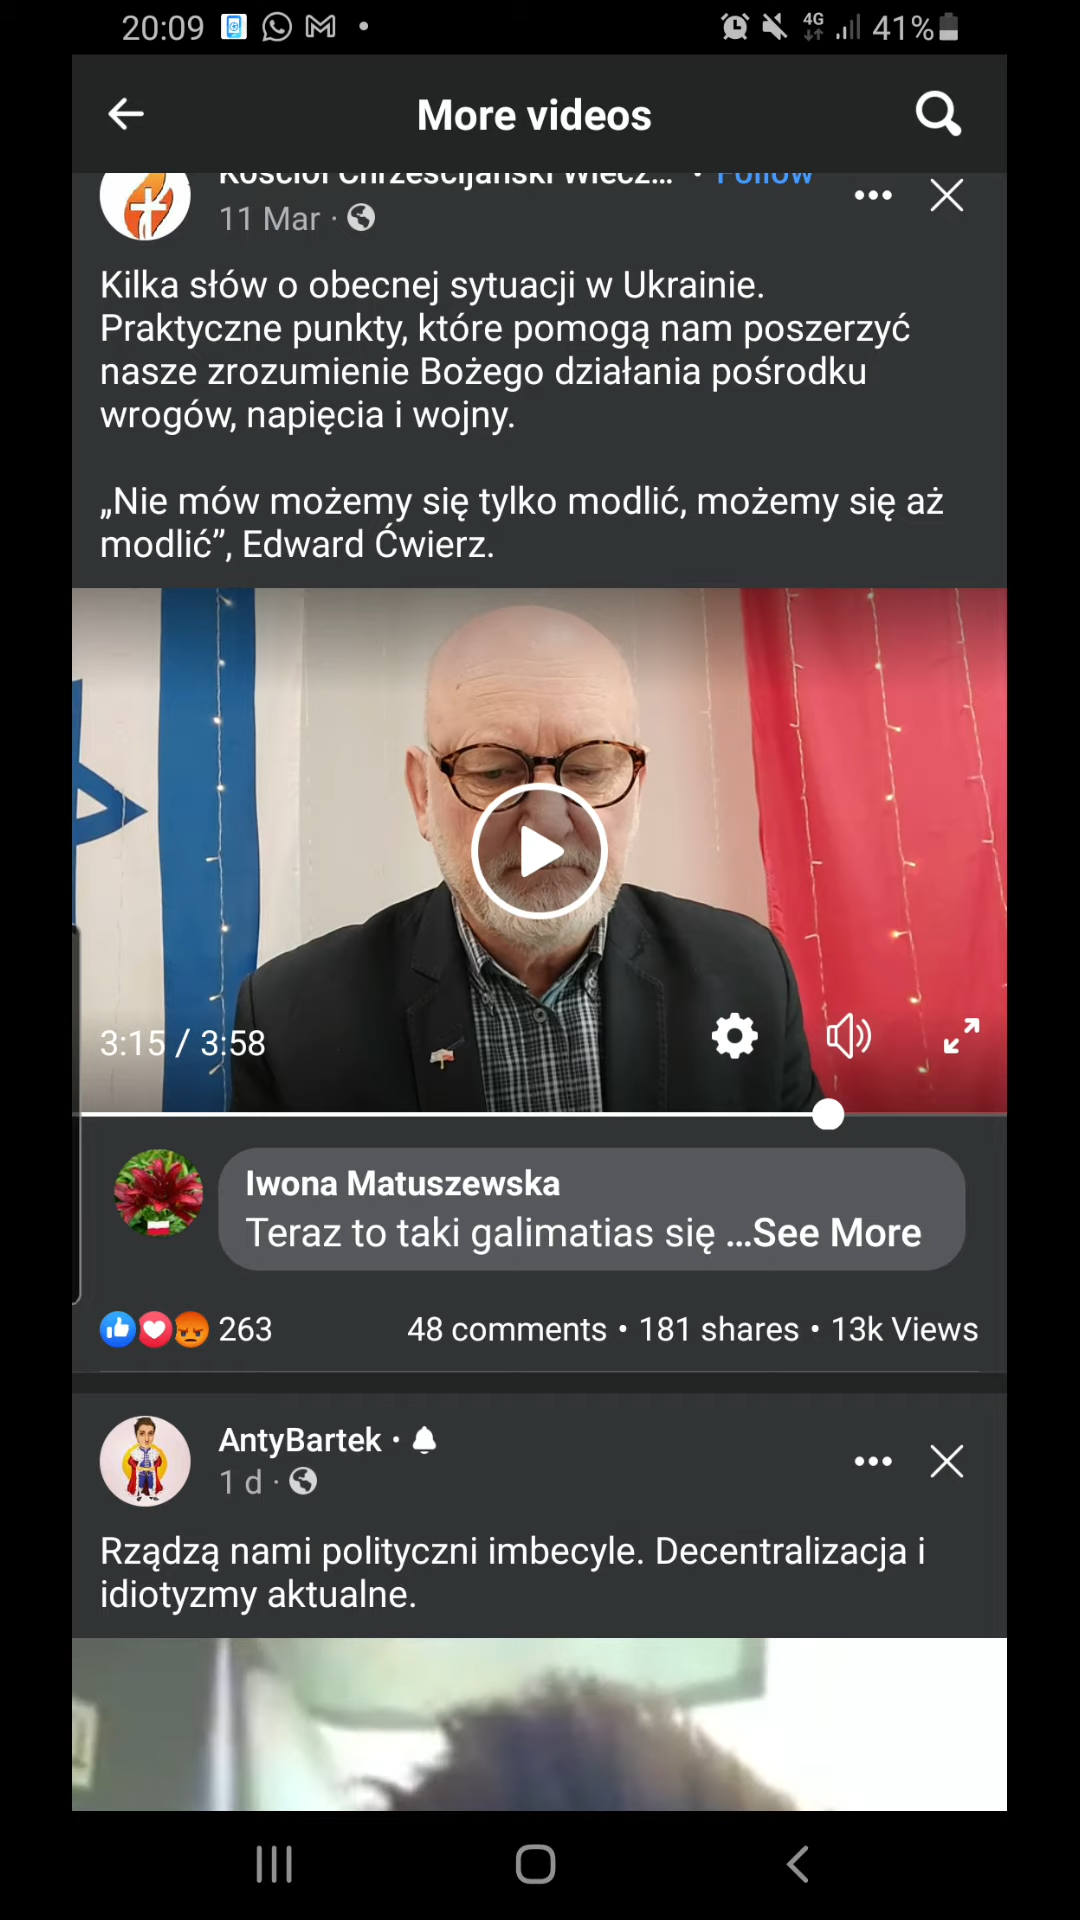 20:09
4G
41%
More videos
Kościół Chrześcijański Wiecz... · Follow
11 Mar ·
Kilka słów o obecnej sytuacji w Ukrainie.
Praktyczne punkty, które pomogą nam poszerzyć
nasze zrozumienie Bożego działania pośrodku
wrogów, napięcia i wojny.
„Nie mów możemy się tylko modlić, możemy się aż
modlić”, Edward Ćwierz.
3:15 / 3:58
Iwona Matuszewska
Teraz to taki galimatias się ...See More
263
48 comments • 181 shares • 13k Views
AntyBartek ·
1 d ·
Rządzą nami polityczni imbecyle. Decentralizacja i
idiotyzmy aktualne.